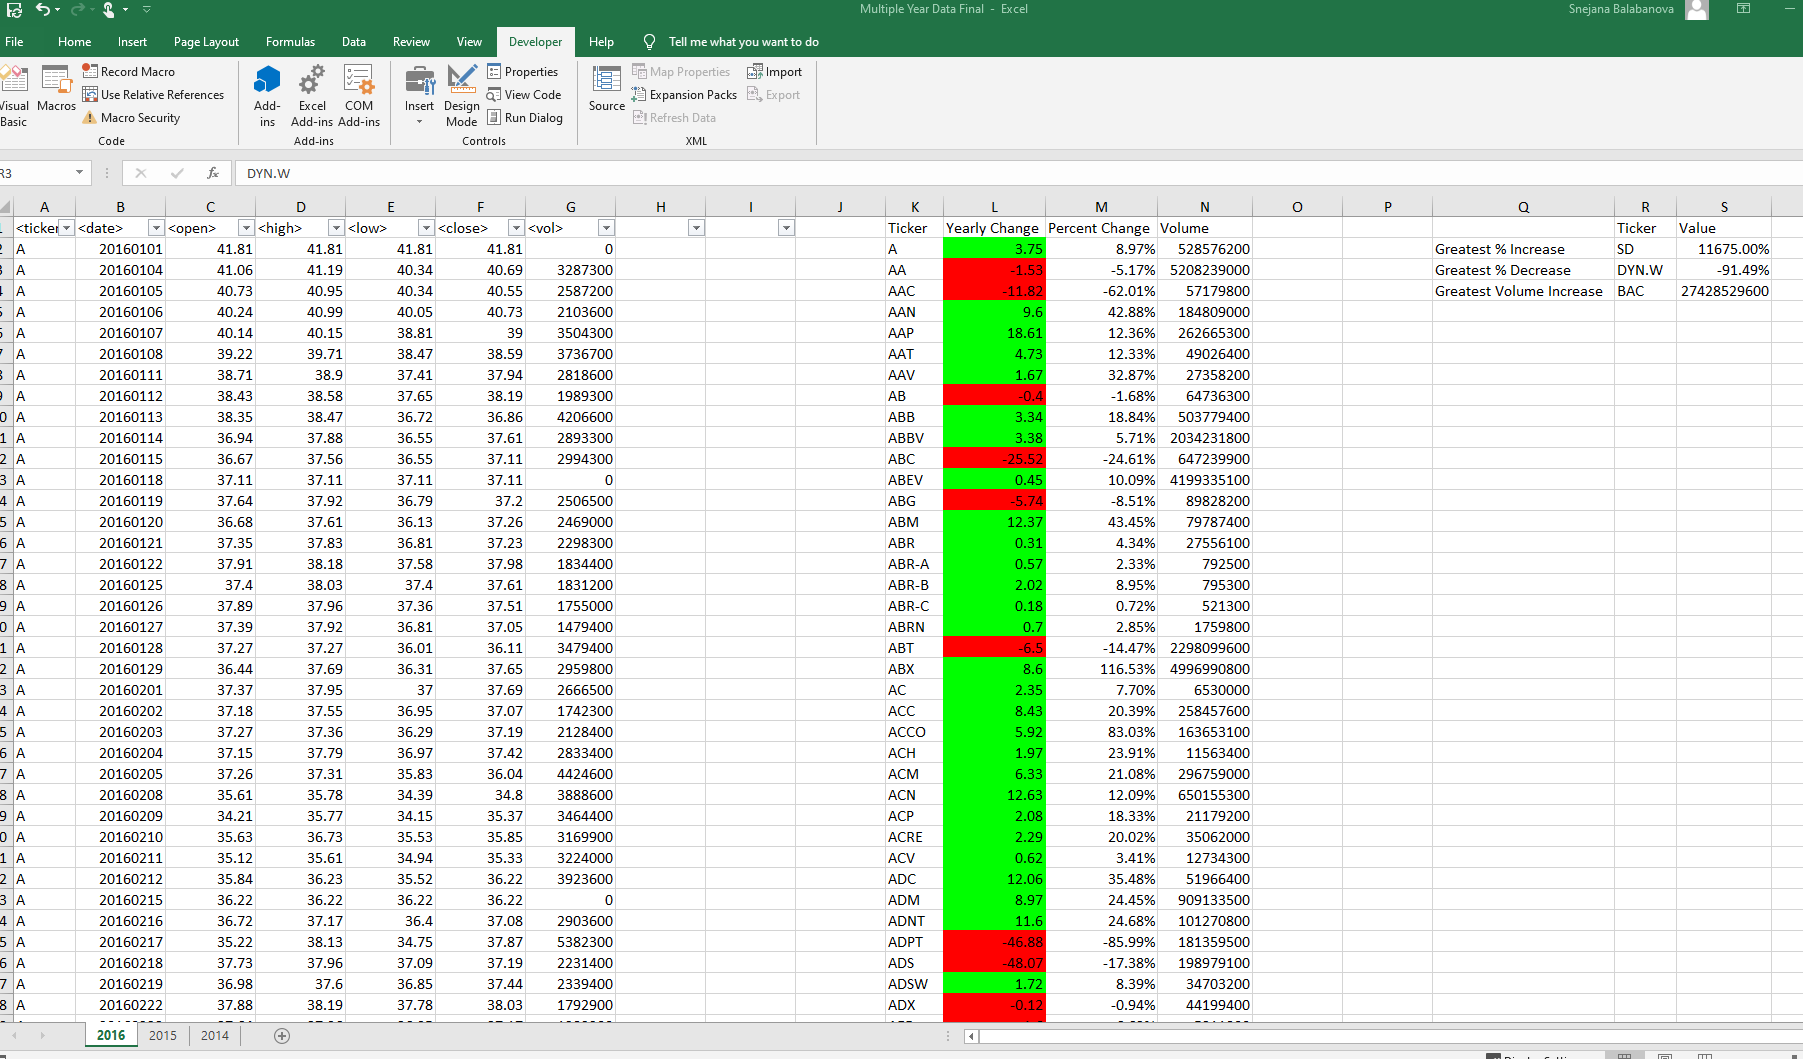 Multiple Year Data Final - Excel
Snejana Balabanova
File Home Insert Page Layout Formulas Data Review View Developer Help Tell me what you want to do
Visual Basic
Macros
Record Macro
Use Relative References
Macro Security
Code
Add-ins
Excel Add-ins
COM Add-ins
Add-ins
Insert
Design Mode
Properties
View Code
Run Dialog
Controls
Source
Map Properties
Expansion Packs
Refresh Data
Import
Export
XML
R3 fx DYN.W
A B C D E F G H I J K L M N O P Q R S
<ticker <date> <open> <high> <low> <close> <vol> Ticker Yearly Change Percent Change Volume Ticker Value
A 20160101 41.81 41.81 41.81 41.81 0 A 3.75 8.97% 528576200 Greatest % Increase SD 11675.00%
A 20160104 41.06 41.19 40.34 40.69 3287300 AA -1.53 -5.17% 5208239000 Greatest % Decrease DYN.W -91.49%
A 20160105 40.73 40.95 40.34 40.55 2587200 AAC -11.82 -62.01% 57179800 Greatest Volume Increase BAC 27428529600
A 20160106 40.24 40.99 40.05 40.73 2103600 AAN 9.6 42.88% 184809000
A 20160107 40.14 40.15 38.81 39 3504300 AAP 18.61 12.36% 262665300
A 20160108 39.22 39.71 38.47 38.59 3736700 AAT 4.73 12.33% 49026400
A 20160111 38.71 38.9 37.41 37.94 2818600 AAV 1.67 32.87% 27358200
A 20160112 38.43 38.58 37.65 38.19 1989300 AB -0.4 -1.68% 64736300
A 20160113 38.35 38.47 36.72 36.86 4206600 ABB 3.34 18.84% 503779400
A 20160114 36.94 37.88 36.55 37.61 2893300 ABBV 3.38 5.71% 2034231800
A 20160115 36.67 37.56 36.55 37.11 2994300 ABC -25.52 -24.61% 647239900
A 20160118 37.11 37.11 37.11 37.11 0 ABEV 0.45 10.09% 4199335100
A 20160119 37.64 37.92 36.79 37.2 2506500 ABG -5.74 -8.51% 89828200
A 20160120 36.68 37.61 36.13 37.26 2469000 ABM 12.37 43.45% 79787400
A 20160121 37.35 37.83 36.81 37.23 2298300 ABR 0.31 4.34% 27556100
A 20160122 37.91 38.18 37.58 37.98 1834400 ABR-A 0.57 2.33% 792500
A 20160125 37.4 38.03 37.4 37.61 1831200 ABR-B 2.02 8.95% 795300
A 20160126 37.89 37.96 37.36 37.51 1755000 ABR-C 0.18 0.72% 521300
A 20160127 37.39 37.92 36.81 37.05 1479400 ABRN 0.7 2.85% 1759800
A 20160128 37.27 37.27 36.01 36.11 3479400 ABT -6.5 -14.47% 2298099600
A 20160129 36.44 37.69 36.31 37.65 2959800 ABX 8.6 116.53% 4996990800
A 20160201 37.37 37.95 37 37.69 2666500 AC 2.35 7.70% 6530000
A 20160202 37.18 37.55 36.95 37.07 1742300 ACC 8.43 20.39% 258457600
A 20160203 37.27 37.36 36.29 37.19 2128400 ACCO 5.92 83.03% 163653100
A 20160204 37.15 37.79 36.97 37.42 2833400 ACH 1.97 23.91% 11563400
A 20160205 37.26 37.31 35.83 36.04 4424600 ACM 6.33 21.08% 296759000
A 20160208 35.61 35.78 34.39 34.8 3888600 ACN 12.63 12.09% 650155300
A 20160209 34.21 35.77 34.15 35.37 3464400 ACP 2.08 18.33% 21179200
A 20160210 35.63 36.73 35.53 35.85 3169900 ACRE 2.29 20.02% 35062000
A 20160211 35.12 35.61 34.94 35.33 3224000 ACV 0.62 3.41% 12734300
A 20160212 35.84 36.23 35.52 36.22 3923600 ADC 12.06 35.48% 51966400
A 20160215 36.22 36.22 36.22 36.22 0 ADM 8.97 24.45% 909133500
A 20160216 36.72 37.17 36.4 37.08 2903600 ADNT 11.6 24.68% 101270800
A 20160217 35.22 38.13 34.75 37.87 5382300 ADPT -46.88 -85.99% 181359500
A 20160218 37.73 37.96 37.09 37.19 2231400 ADS -48.07 -17.38% 198979100
A 20160219 36.98 37.6 36.85 37.44 2339400 ADSW 1.72 8.39% 34703200
A 20160222 37.88 38.19 37.78 38.03 1792900 ADX -0.12 -0.94% 44199400
2016 2015 2014